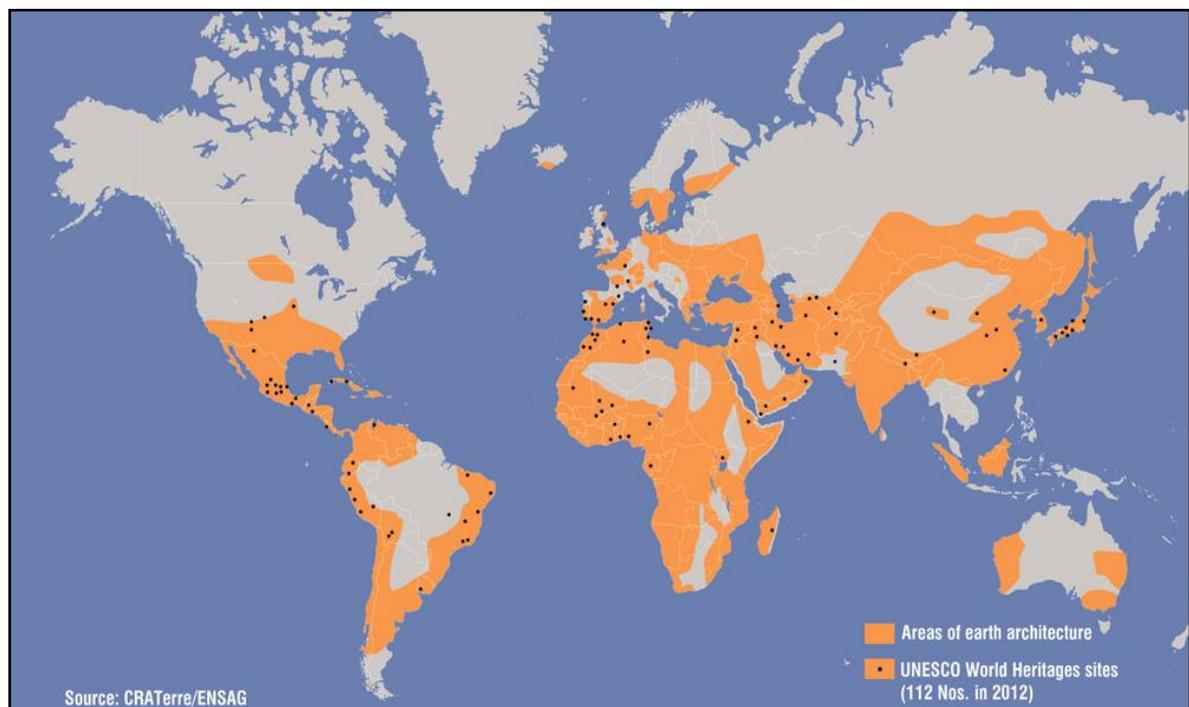 Areas of earth architecture
UNESCO World Heritages sites
(112 Nos. in 2012)
Source: CRATerre/ENSAG